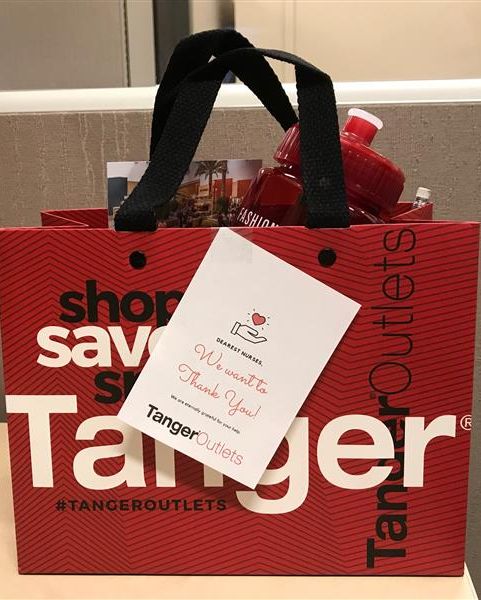 FASHION
shop
save
Tanger®
#TANGEROUTLETS
TangerOutlets
DEAREST NURSES,
We want to
Thank You!
We are eternally grateful for your help.
TangerOutlets